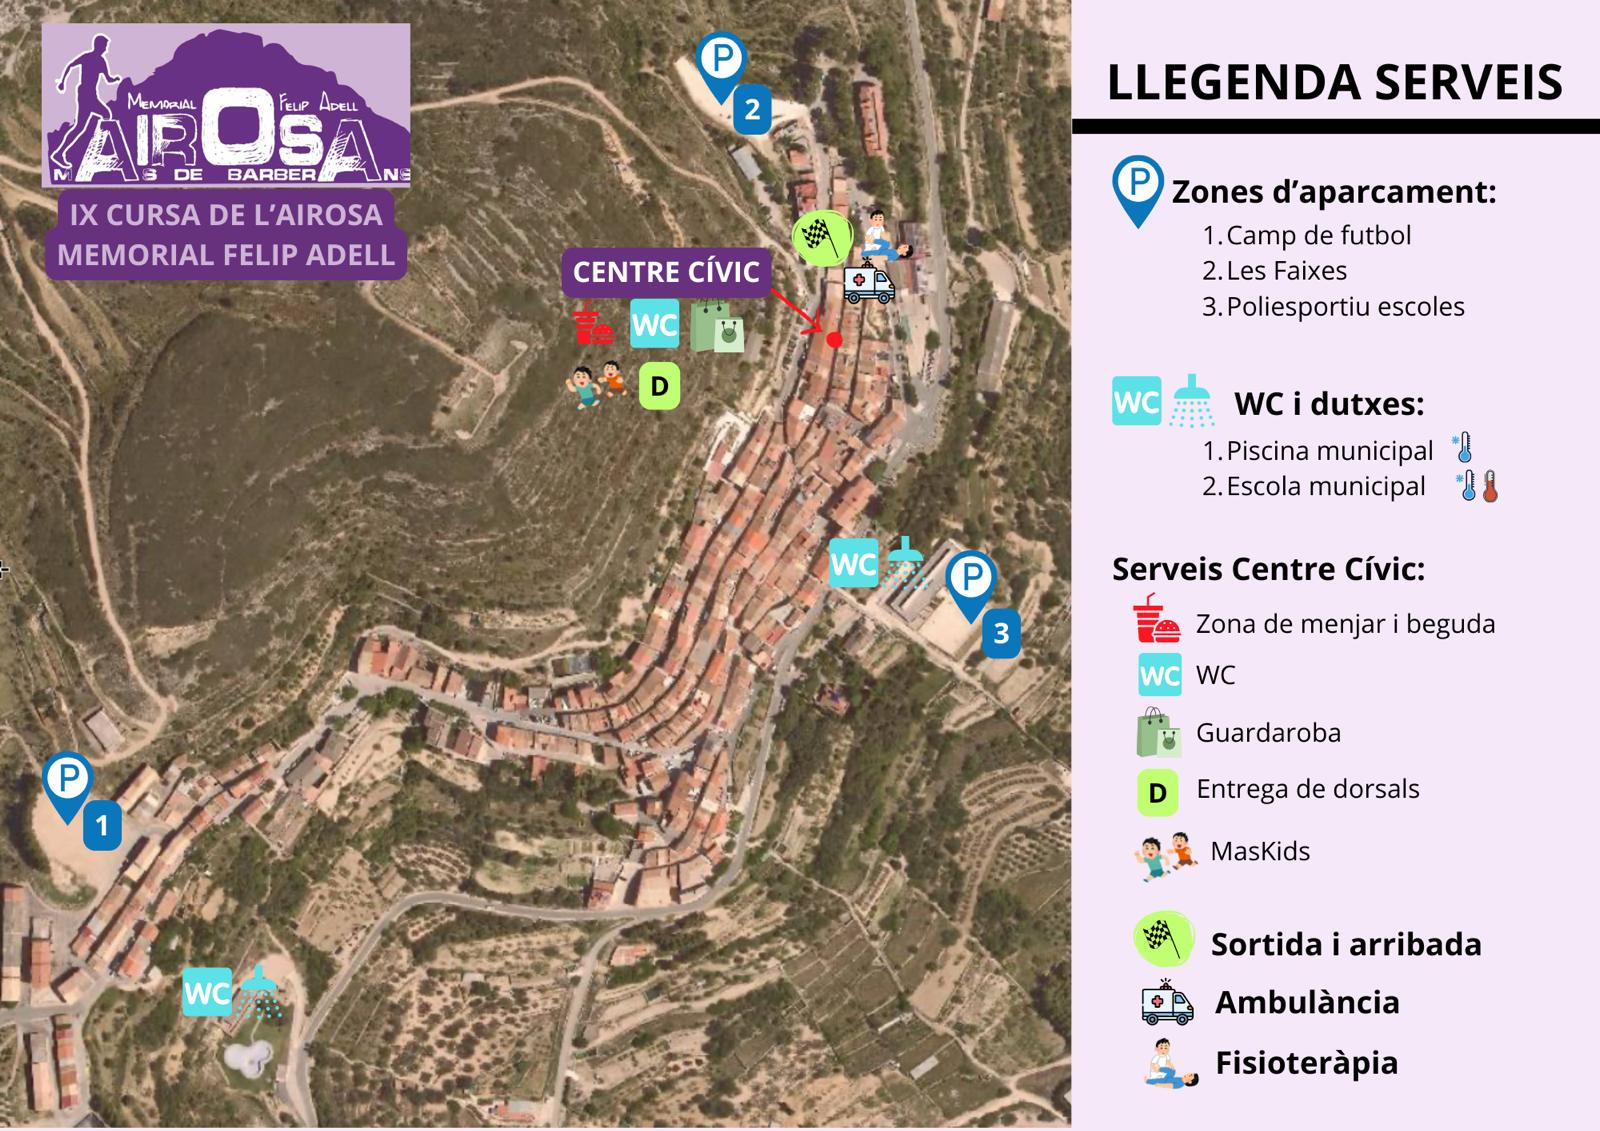 MEMORIAL FELIP ADELL
AIROSA
MAS DE BARBERANS
IX CURSA DE L'AIROSA
MEMORIAL FELIP ADELL
P
2
CENTRE CÍVIC
WC
D
WC
P
3
P
1
WC
LLEGENDA SERVEIS
P Zones d'aparcament:
1. Camp de futbol
2. Les Faixes
3. Poliesportiu escoles
WC WC i dutxes:
1. Piscina municipal
2. Escola municipal
Serveis Centre Cívic:
Zona de menjar i beguda
WC WC
Guardaroba
D Entrega de dorsals
MasKids
Sortida i arribada
Ambulància
Fisioteràpia